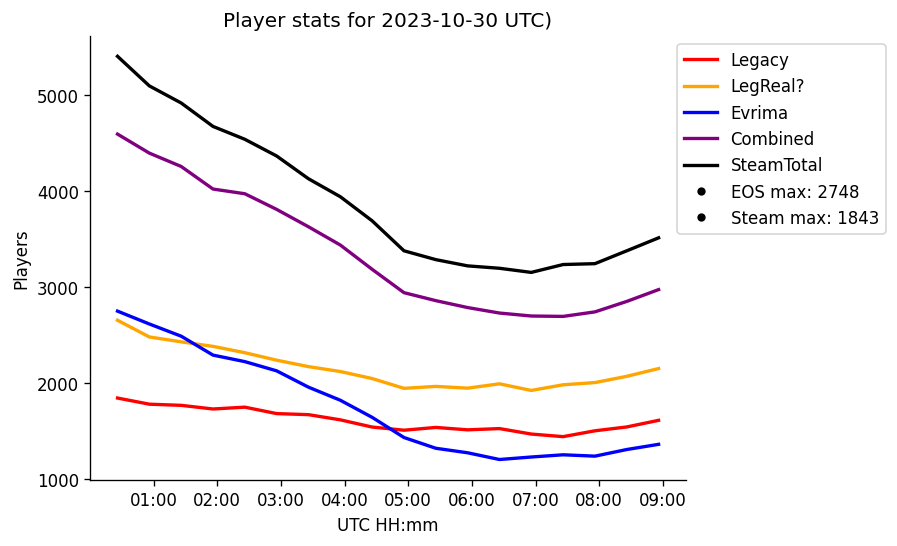 Player stats for 2023-10-30 UTC)
Legacy
LegReal?
Evrima
Combined
SteamTotal
EOS max: 2748
Steam max: 1843
Players
5000
4000
3000
2000
1000
01:00 02:00 03:00 04:00 05:00 06:00 07:00 08:00 09:00
UTC HH:mm